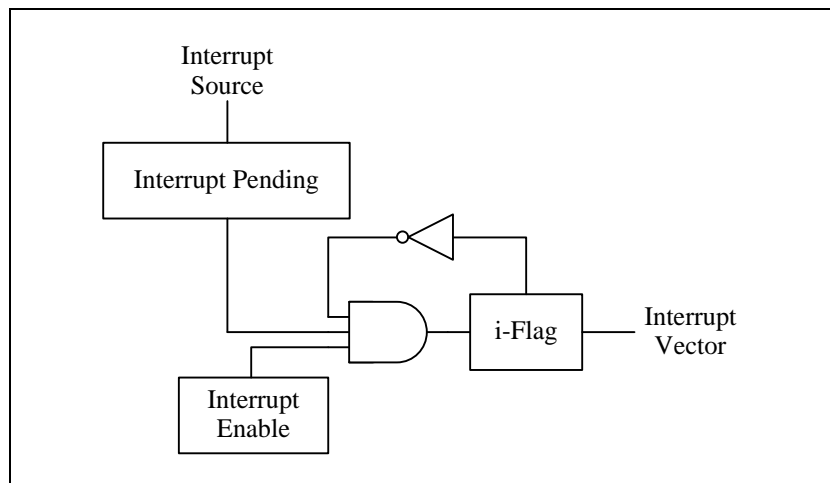 Interrupt
Source
Interrupt Pending
i-Flag
Interrupt
Vector
Interrupt
Enable